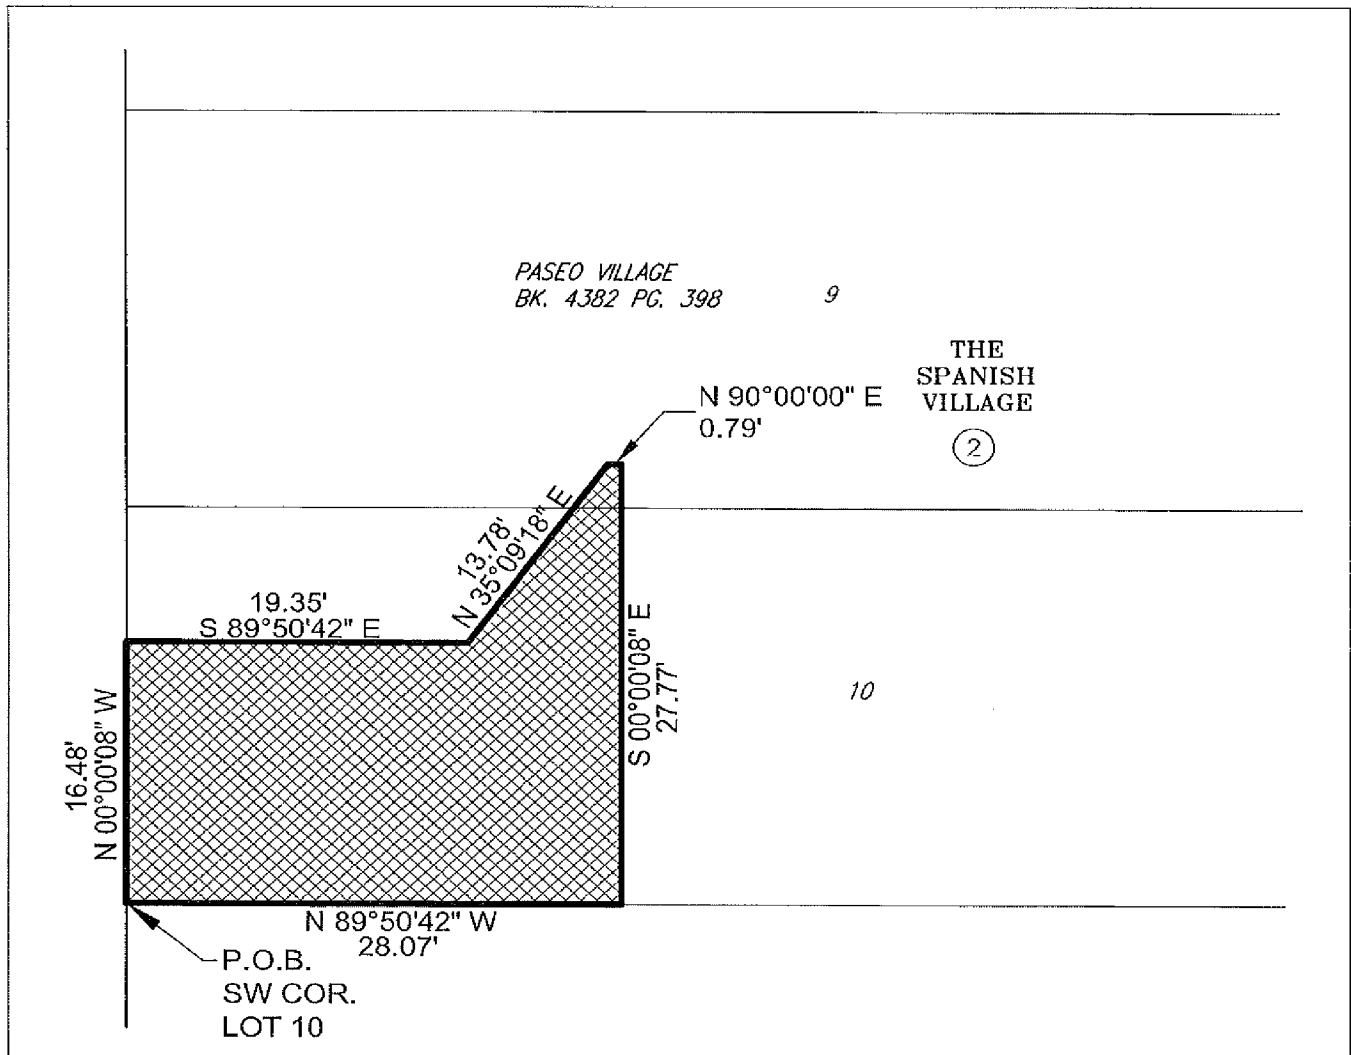 PASEO VILLAGE
BK. 4382 PG. 398
9
THE
SPANISH
VILLAGE
2
N 90°00'00" E
0.79'
13.78'
N 35°09'18" E
19.35'
S 89°50'42" E
S 00°00'08" E
27.77'
10
16.48'
N 00°00'08" W
N 89°50'42" W
28.07'
P.O.B.
SW COR.
LOT 10